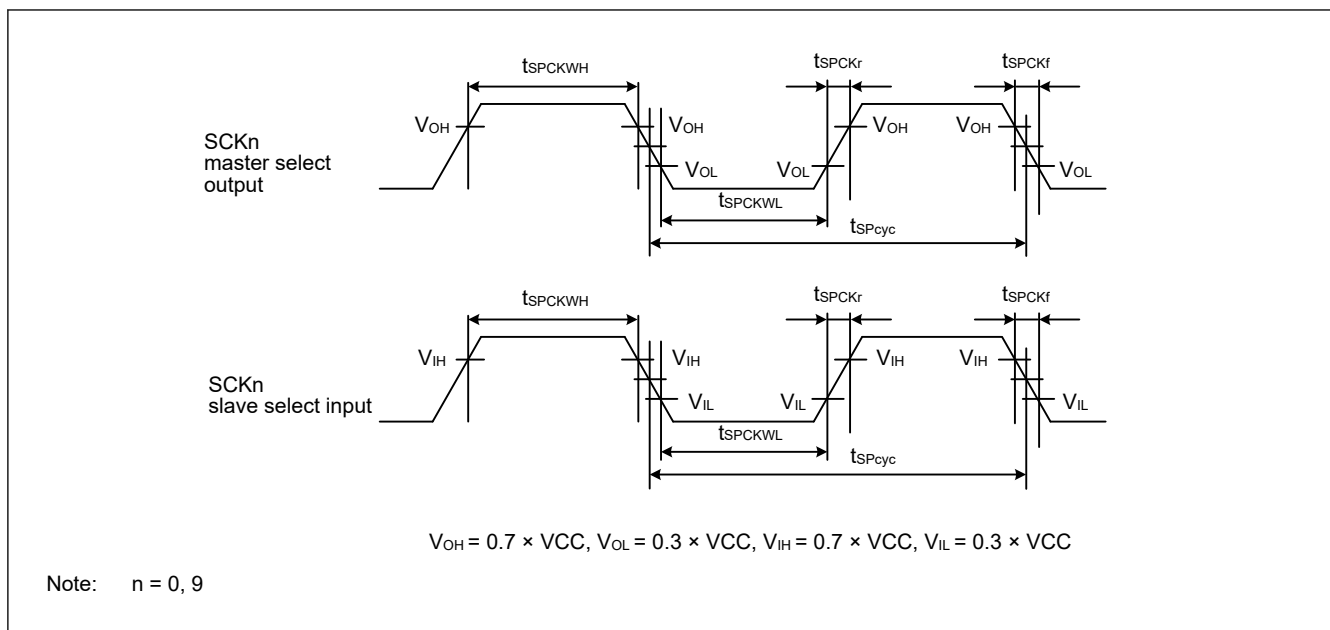 tSPCKWH
tSPCKr
tSPCKf
SCKn
master select
output
VOH
VOH
VOL
VOL
VOH
VOH
VOL
tSPCKWL
tSPcyc
tSPCKWH
tSPCKr
tSPCKf
SCKn
slave select input
VIH
VIH
VIL
VIL
VIH
VIH
VIL
tSPCKWL
tSPcyc
VOH = 0.7 × VCC, VOL = 0.3 × VCC, VIH = 0.7 × VCC, VIL = 0.3 × VCC
Note: n = 0, 9